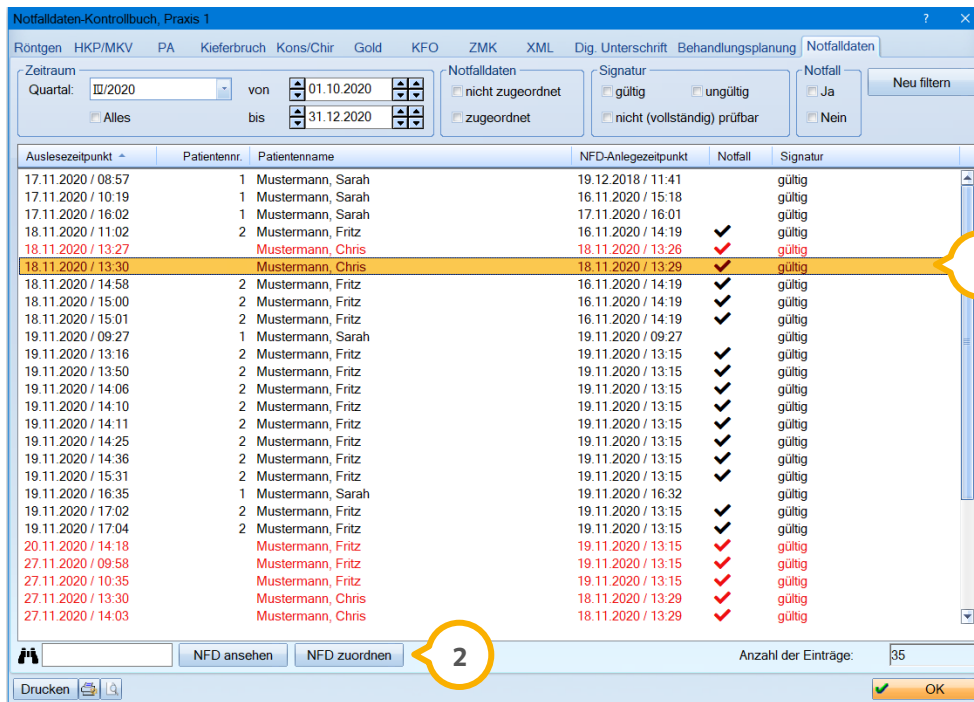 Notfalldaten-Kontrollbuch, Praxis 1 ?
Röntgen HKP/MKV PA Kieferbruch Kons/Chir Gold KFO ZMK XML Dig. Unterschrift Behandlungsplanung Notfalldaten
Zeitraum Notfalldaten Signatur Notfall
Quartal: IV/2020 von 01.10.2020 nicht zugeordnet gültig ungültig Ja Neu filtern
Alles bis 31.12.2020 zugeordnet nicht (vollständig) prüfbar Nein
Auslesezeitpunkt Patientennr. Patientenname NFD-Anlegezeitpunkt Notfall Signatur
17.11.2020 / 08:57 1 Mustermann, Sarah 19.12.2018 / 11:41 gültig
17.11.2020 / 10:19 1 Mustermann, Sarah 16.11.2020 / 15:18 gültig
17.11.2020 / 16:02 1 Mustermann, Sarah 17.11.2020 / 16:01 gültig
18.11.2020 / 11:02 2 Mustermann, Fritz 16.11.2020 / 14:19 ✔ gültig
18.11.2020 / 13:27 Mustermann, Chris 18.11.2020 / 13:26 ✔ gültig
18.11.2020 / 13:30 Mustermann, Chris 18.11.2020 / 13:29 ✔ gültig
18.11.2020 / 14:58 2 Mustermann, Fritz 16.11.2020 / 14:19 ✔ gültig
18.11.2020 / 15:00 2 Mustermann, Fritz 16.11.2020 / 14:19 ✔ gültig
18.11.2020 / 15:01 2 Mustermann, Fritz 16.11.2020 / 14:19 ✔ gültig
19.11.2020 / 09:27 1 Mustermann, Sarah 19.11.2020 / 09:27 gültig
19.11.2020 / 13:16 2 Mustermann, Fritz 19.11.2020 / 13:15 ✔ gültig
19.11.2020 / 13:50 2 Mustermann, Fritz 19.11.2020 / 13:15 ✔ gültig
19.11.2020 / 14:06 2 Mustermann, Fritz 19.11.2020 / 13:15 ✔ gültig
19.11.2020 / 14:10 2 Mustermann, Fritz 19.11.2020 / 13:15 ✔ gültig
19.11.2020 / 14:11 2 Mustermann, Fritz 19.11.2020 / 13:15 ✔ gültig
19.11.2020 / 14:25 2 Mustermann, Fritz 19.11.2020 / 13:15 ✔ gültig
19.11.2020 / 14:36 2 Mustermann, Fritz 19.11.2020 / 13:15 ✔ gültig
19.11.2020 / 15:31 2 Mustermann, Fritz 19.11.2020 / 13:15 ✔ gültig
19.11.2020 / 16:35 1 Mustermann, Sarah 19.11.2020 / 16:32 gültig
19.11.2020 / 17:02 2 Mustermann, Fritz 19.11.2020 / 13:15 ✔ gültig
19.11.2020 / 17:04 2 Mustermann, Fritz 19.11.2020 / 13:15 ✔ gültig
20.11.2020 / 14:18 Mustermann, Fritz 19.11.2020 / 13:15 ✔ gültig
27.11.2020 / 09:58 Mustermann, Fritz 19.11.2020 / 13:15 ✔ gültig
27.11.2020 / 10:35 Mustermann, Fritz 19.11.2020 / 13:15 ✔ gültig
27.11.2020 / 13:30 Mustermann, Chris 18.11.2020 / 13:29 ✔ gültig
27.11.2020 / 14:03 Mustermann, Chris 18.11.2020 / 13:29 ✔ gültig
NFD ansehen NFD zuordnen 2 Anzahl der Einträge: 35
Drucken OK